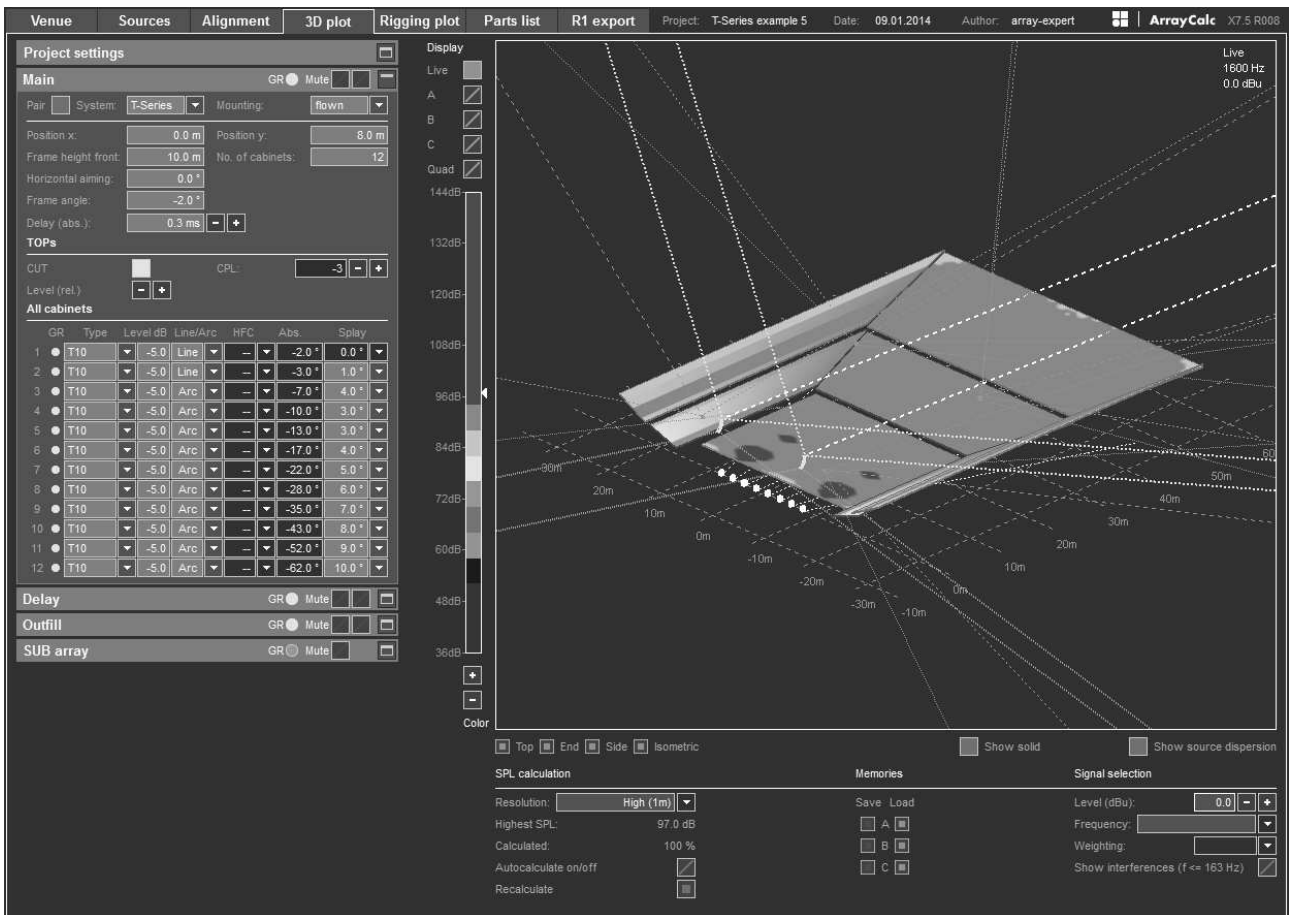 Venue Sources Alignment 3D plot Rigging plot Parts list R1 export Project: T-Series example 5 Date: 09.01.2014 Author: array-expert ArrayCalc X7.5 R008
Project settings
Main GR Mute
Pair System: T-Series Mounting: flown
Position x: 0.0 m Position y: 8.0 m
Frame height front: 10.0 m No. of cabinets: 12
Horizontal aiming: 0.0 °
Frame angle: -2.0 °
Delay (abs.): 0.3 ms - +
TOPs
CUT CPL: -3 - +
Level (rel.) - +
All cabinets
GR Type Level dB Line/Arc HFC Abs. Splay
1 T10 -5.0 Line -- -2.0 ° 0.0 °
2 T10 -5.0 Line -- -3.0 ° 1.0 °
3 T10 -5.0 Arc -- -7.0 ° 4.0 °
4 T10 -5.0 Arc -- -10.0 ° 3.0 °
5 T10 -5.0 Arc -- -13.0 ° 3.0 °
6 T10 -5.0 Arc -- -17.0 ° 4.0 °
7 T10 -5.0 Arc -- -22.0 ° 5.0 °
8 T10 -5.0 Arc -- -28.0 ° 6.0 °
9 T10 -5.0 Arc -- -35.0 ° 7.0 °
10 T10 -5.0 Arc -- -43.0 ° 8.0 °
11 T10 -5.0 Arc -- -52.0 ° 9.0 °
12 T10 -5.0 Arc -- -62.0 ° 10.0 °
Delay GR Mute
Outfill GR Mute
SUB array GR Mute
Display
Live
A
B
C
Quad
144dB
132dB
120dB
108dB
96dB
84dB
72dB
60dB
48dB
36dB
+
-
Color
Live
1600 Hz
0.0 dBu
30m
20m
10m
0m
-10m
-20m
-30m
-10m
0m
10m
20m
30m
40m
50m
60
Top End Side Isometric Show solid Show source dispersion
SPL calculation
Resolution: High (1m)
Highest SPL: 97.0 dB
Calculated: 100 %
Autocalculate on/off
Recalculate
Memories
Save Load
A
B
C
Signal selection
Level (dBu): 0.0 - +
Frequency:
Weighting:
Show interferences (f <= 163 Hz)